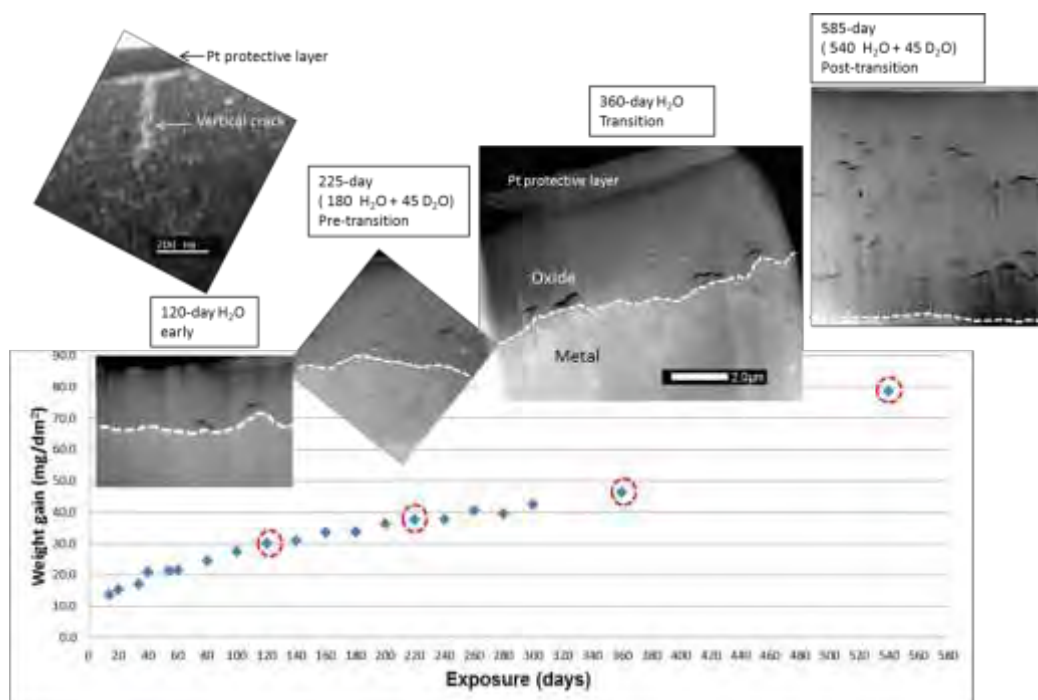 Pt protective layer
Vertical crack
200 nm
585-day
( 540 H₂O + 45 D₂O)
Post-transition
360-day H₂O
Transition
Pt protective layer
225-day
( 180 H₂O + 45 D₂O)
Pre-transition
Oxide
Metal
2.0µm
120-day H₂O
early
Weight gain (mg/dm²)
90.0
80.0
70.0
60.0
50.0
40.0
30.0
20.0
10.0
0.0
0 20 40 60 80 100 120 140 160 180 200 220 240 260 280 300 320 340 360 380 400 420 440 460 480 500 520 540 560 580
Exposure (days)